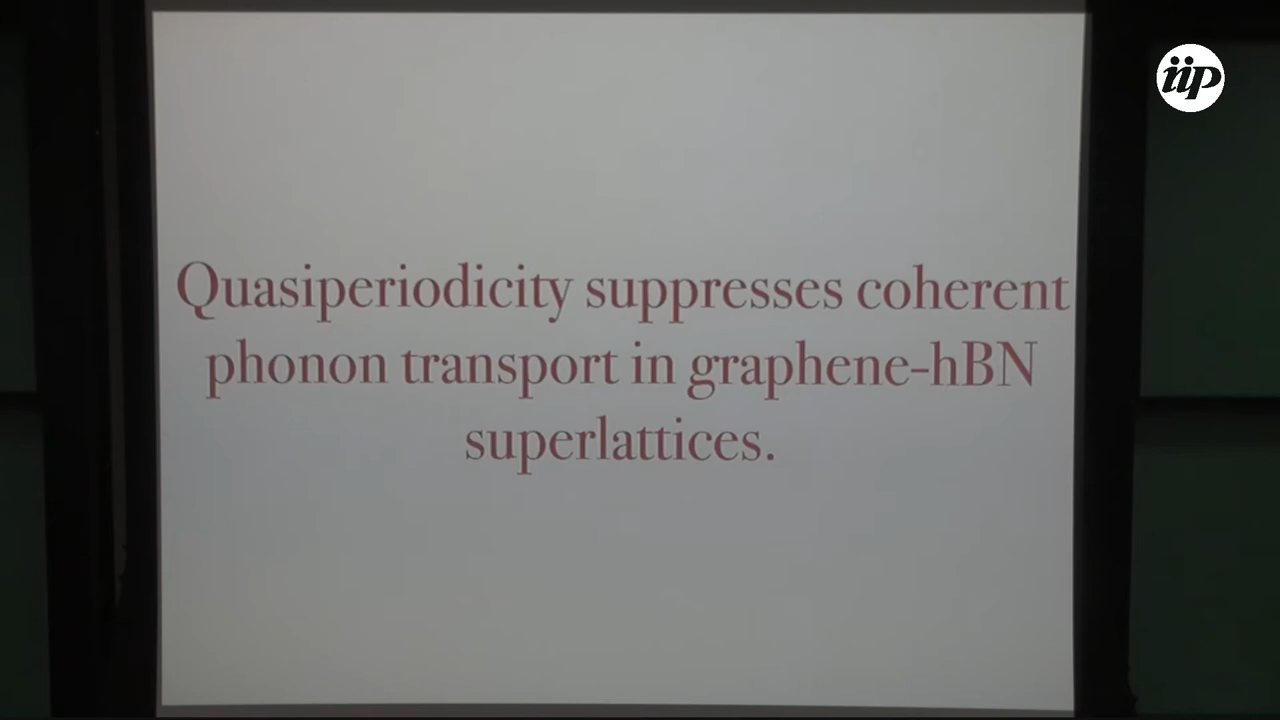 iip
Quasiperiodicity suppresses coherent
phonon transport in graphene-hBN
superlattices.